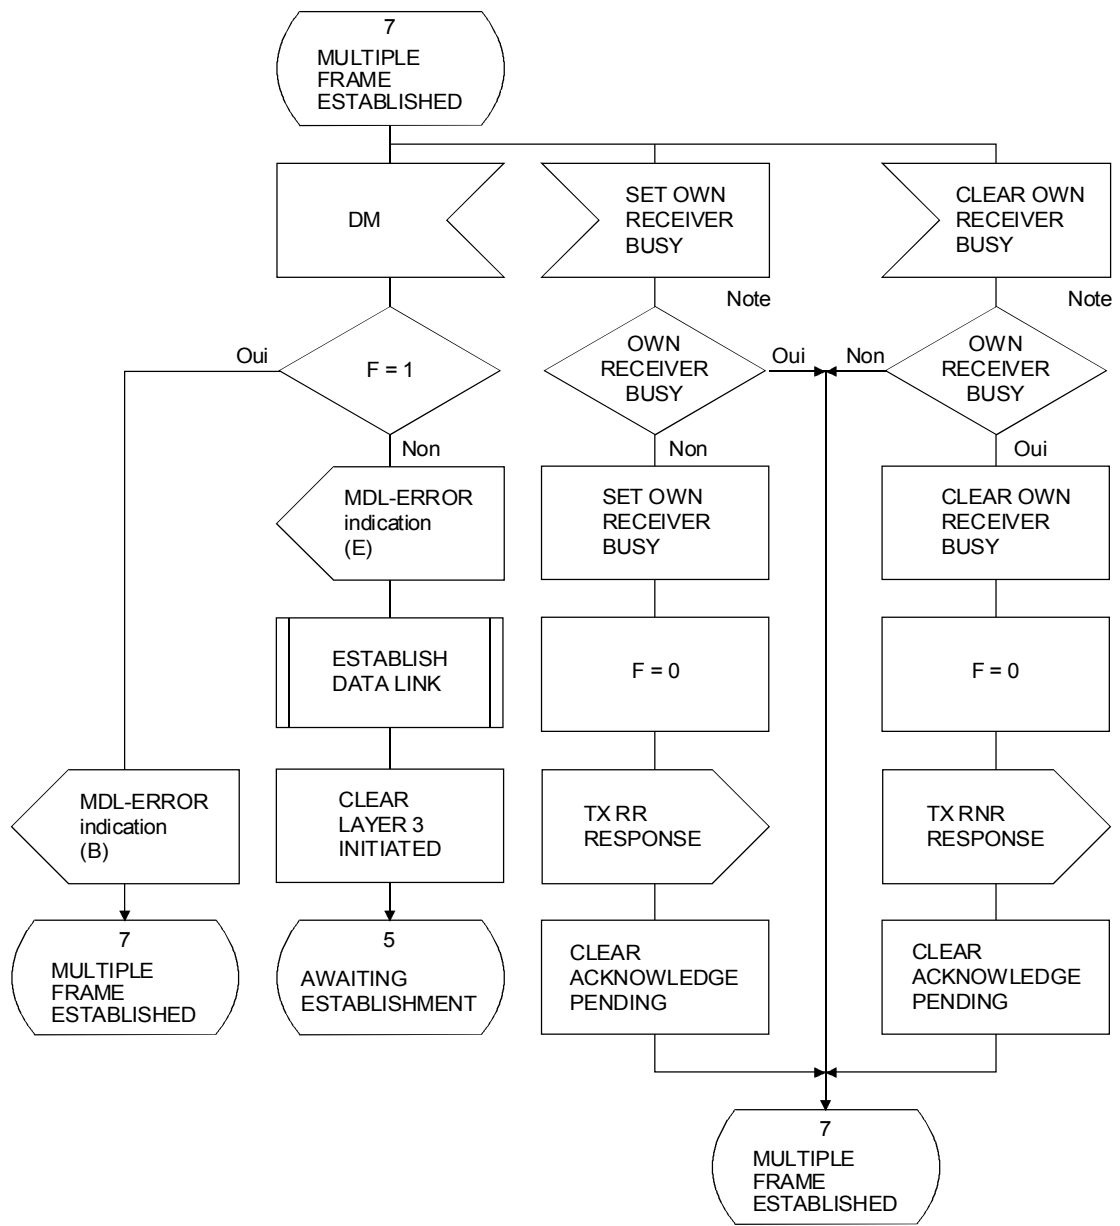 7
MULTIPLE
FRAME
ESTABLISHED
DM
SET OWN
RECEIVER
BUSY
CLEAR OWN
RECEIVER
BUSY
Note
Note
Oui
F = 1
Non
OWN
RECEIVER
BUSY
Oui
Non
Non
OWN
RECEIVER
BUSY
Oui
MDL-ERROR
indication
(E)
SET OWN
RECEIVER
BUSY
CLEAR OWN
RECEIVER
BUSY
ESTABLISH
DATA LINK
F = 0
F = 0
MDL-ERROR
indication
(B)
CLEAR
LAYER 3
INITIATED
TX RR
RESPONSE
TX RNR
RESPONSE
7
MULTIPLE
FRAME
ESTABLISHED
5
AWAITING
ESTABLISHMENT
CLEAR
ACKNOWLEDGE
PENDING
CLEAR
ACKNOWLEDGE
PENDING
7
MULTIPLE
FRAME
ESTABLISHED